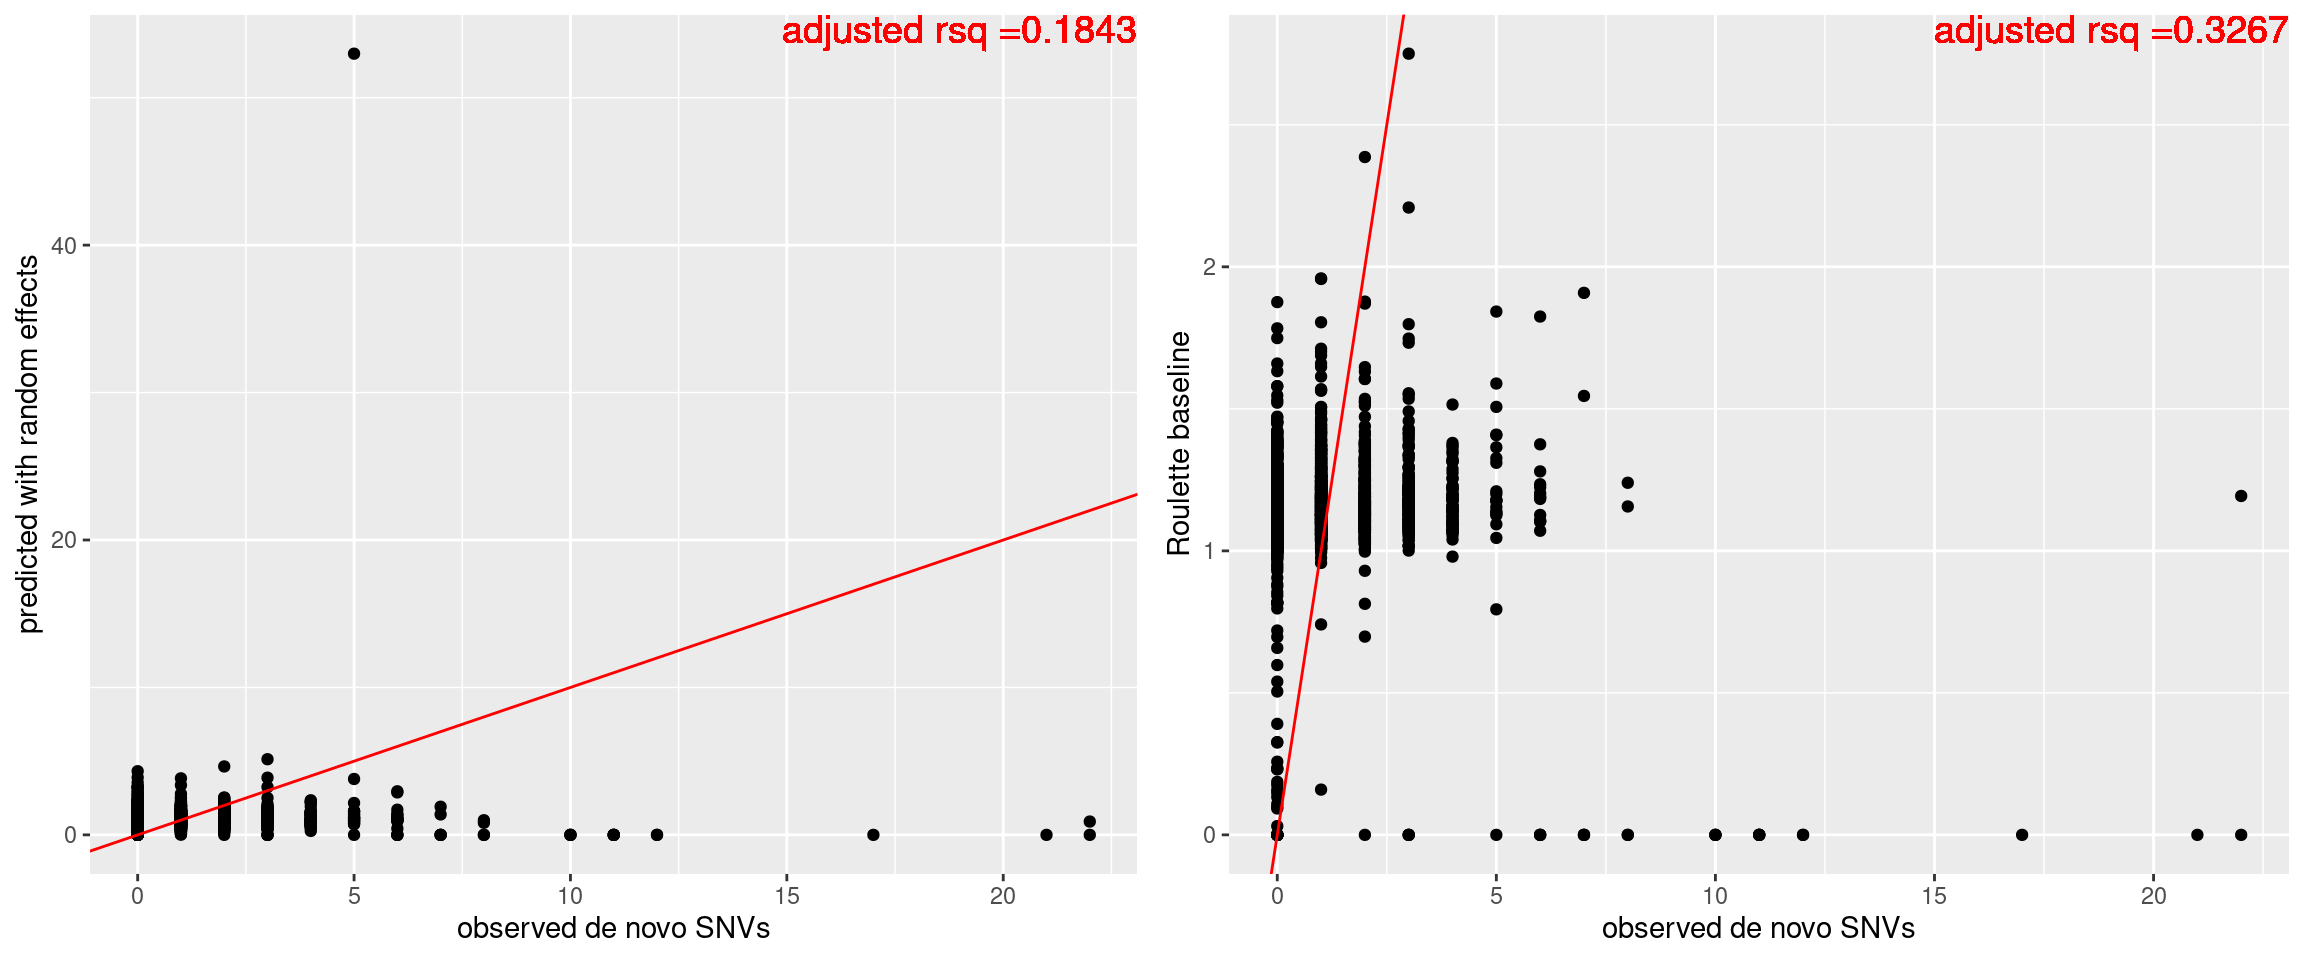 adjusted rsq =0.1843
40
20
0
0 5 10 15 20
observed de novo SNVs
predicted with random effects
adjusted rsq =0.3267
2
1
0
0 5 10 15 20
observed de novo SNVs
Roulette baseline